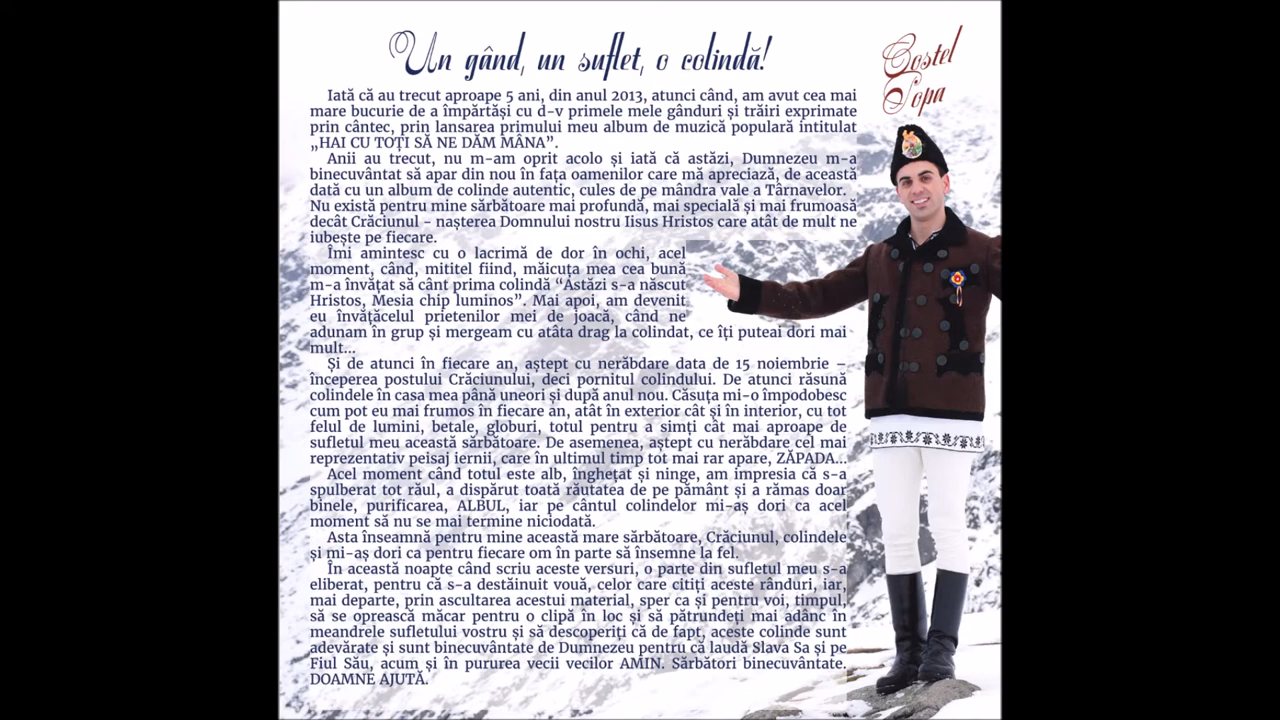 Un gând, un suflet, o colindă!
Costel
Popa
Iată că au trecut aproape 5 ani, din anul 2013, atunci când, am avut cea mai
mare bucurie de a împărtăși cu d-v primele mele gânduri și trăiri exprimate
prin cântec, prin lansarea primului meu album de muzică populară intitulat
„HAI CU TOȚI SĂ NE DĂM MÂNA”.
Anii au trecut, nu m-am oprit acolo și iată că astăzi, Dumnezeu m-a
binecuvântat să apar din nou în fața oamenilor care mă apreciază, de această
dată cu un album de colinde autentic, cules de pe mândra vale a Târnavelor.
Nu există pentru mine sărbătoare mai profundă, mai specială și mai frumoasă
decât Crăciunul - nașterea Domnului nostru Iisus Hristos care atât de mult ne
iubește pe fiecare.
Îmi amintesc cu o lacrimă de dor în ochi, acel
moment, când, mititel fiind, măicuța mea cea bună
m-a învățat să cânt prima colindă “Astăzi s-a născut
Hristos, Mesia chip luminos”. Mai apoi, am devenit
eu învățăcelul prietenilor mei de joacă, când ne
adunam în grup și mergeam cu atâta drag la colindat, ce îți puteai dori mai
mult...
Și de atunci în fiecare an, aștept cu nerăbdare data de 15 noiembrie –
începerea postului Crăciunului, deci pornitul colindului. De atunci răsună
colindele în casa mea până uneori și după anul nou. Căsuța mi-o împodobesc
cum pot eu mai frumos în fiecare an, atât în exterior cât și în interior, cu tot
felul de lumini, betale, globuri, totul pentru a simți cât mai aproape de
sufletul meu această sărbătoare. De asemenea, aștept cu nerăbdare cel mai
reprezentativ peisaj iernii, care în ultimul timp tot mai rar apare, ZĂPADA...
Acel moment când totul este alb, înghețat și ninge, am impresia că s-a
spulberat tot răul, a dispărut toată răutatea de pe pământ și a rămas doar
binele, purificarea, ALBUL, iar pe cântul colindelor mi-aș dori ca acel
moment să nu se mai termine niciodată.
Asta înseamnă pentru mine această mare sărbătoare, Crăciunul, colindele
și mi-aș dori ca pentru fiecare om în parte să însemne la fel.
În această noapte când scriu aceste versuri, o parte din sufletul meu s-a
eliberat, pentru că s-a destăinuit vouă, celor care citiți aceste rânduri, iar,
mai departe, prin ascultarea acestui material, sper ca și pentru voi, timpul,
să se oprească măcar pentru o clipă în loc și să pătrundeți mai adânc în
meandrele sufletului vostru și să descoperiți că de fapt, aceste colinde sunt
adevărate și sunt binecuvântate de Dumnezeu pentru că laudă Slava Sa și pe
Fiul Său, acum și în pururea vecii vecilor AMIN. Sărbători binecuvântate.
DOAMNE AJUTĂ.